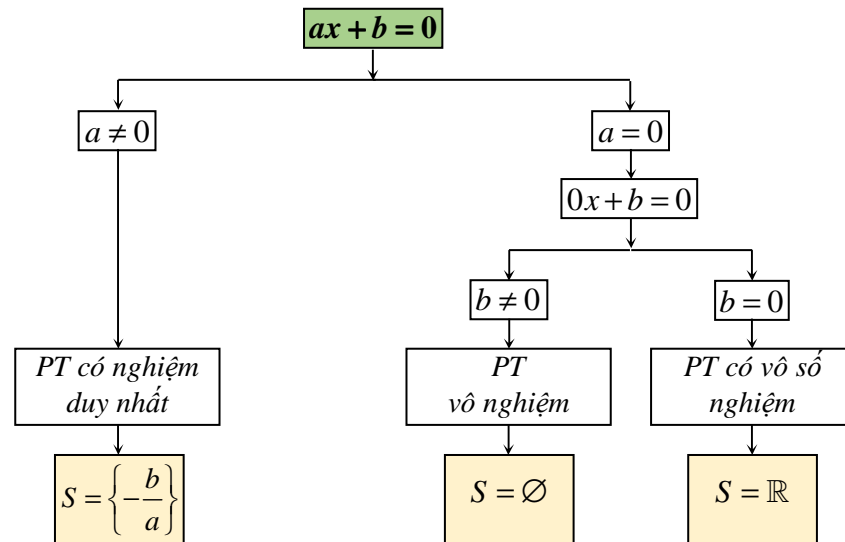 ax + b = 0
a ≠ 0
a = 0
0x + b = 0
b ≠ 0
b = 0
PT có nghiệm
duy nhất
PT
vô nghiệm
PT có vô số
nghiệm
S = {-b/a}
S = ∅
S = ℝ